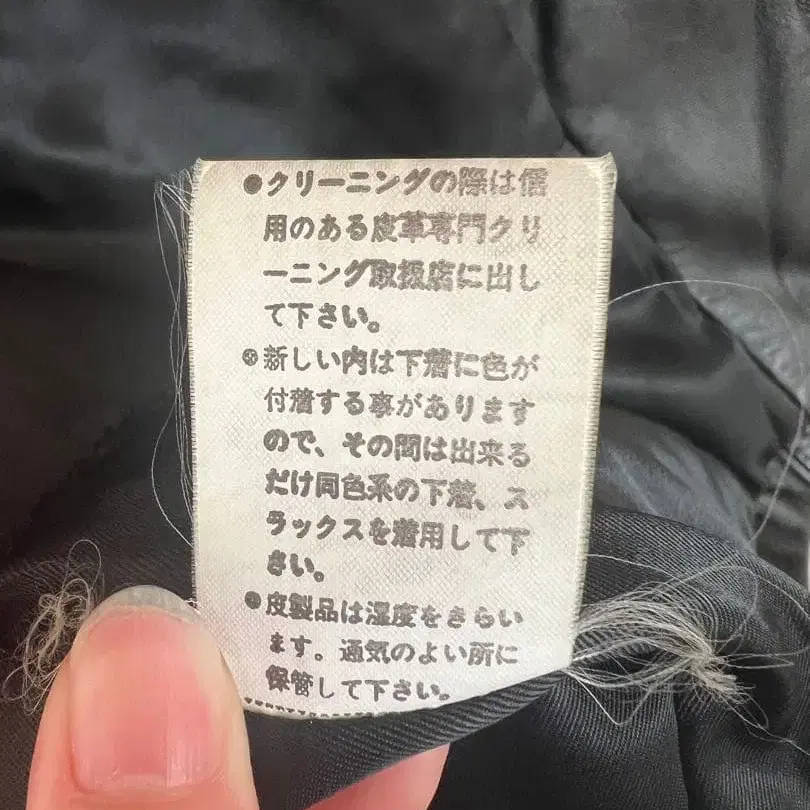 ●クリーニングの際は信
用のある皮革専門クリ
ーニング取扱店に出し
て下さい。
●新しい内は下着に色が
付着する事があります
ので、その間は出来る
だけ同色系の下着、ス
ラックスを着用して下
さい。
●皮製品は湿度をきらい
ます。通気のよい所に
保管して下さい。